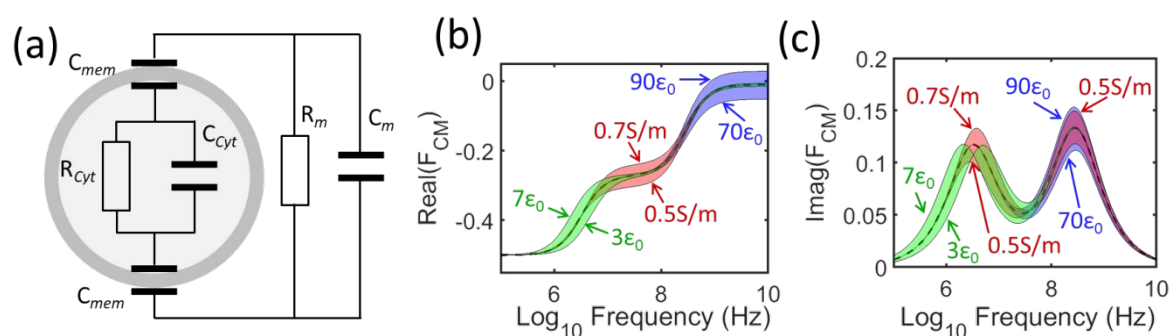 (a)
C_mem
R_Cyt
C_Cyt
C_mem
R_m
C_m
(b)
Real(F_CM)
0
-0.2
-0.4
90ε₀
70ε₀
0.7S/m
0.5S/m
7ε₀
3ε₀
6
8
10
Log₁₀ Frequency (Hz)
(c)
Imag(F_CM)
0.2
0.15
0.1
0.05
0
0.7S/m
90ε₀
0.5S/m
7ε₀
3ε₀
0.5S/m
70ε₀
6
8
10
Log₁₀ Frequency (Hz)